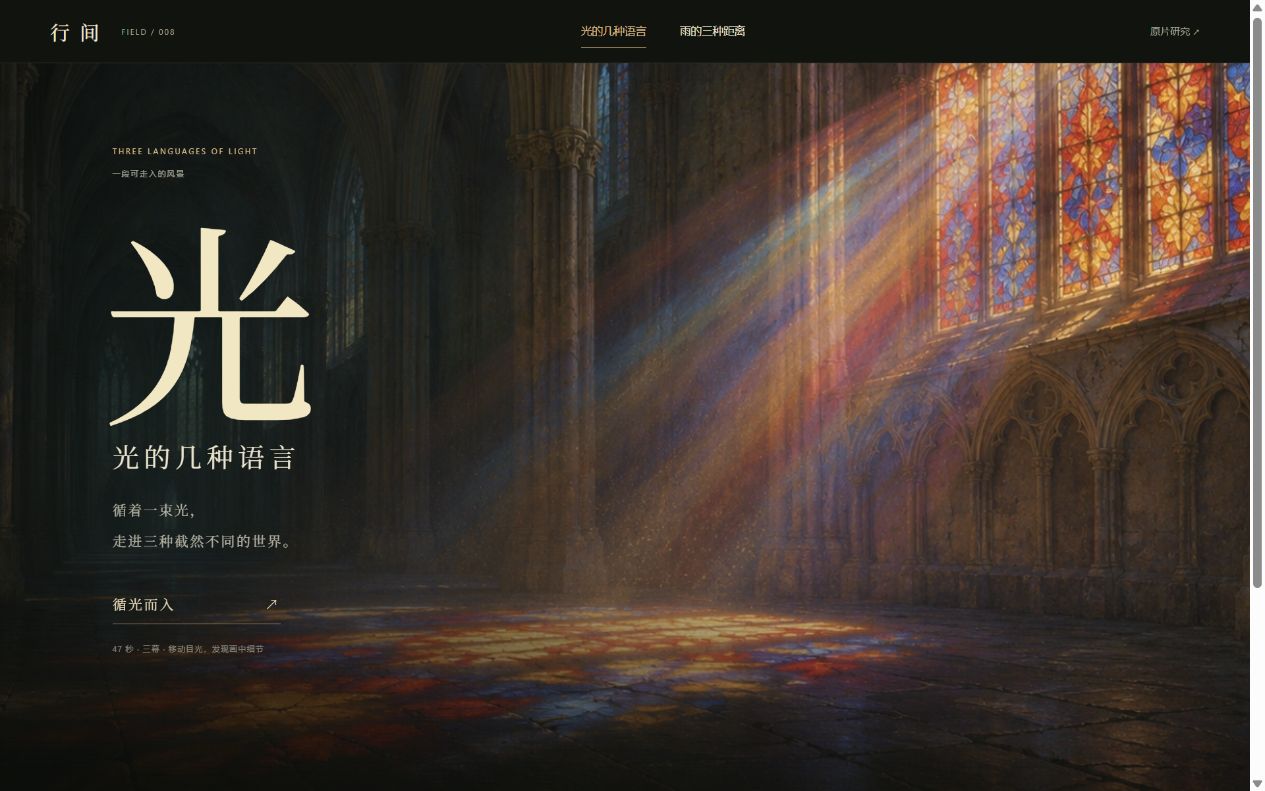 行间 FIELD / 008 光的几种语言 雨的三种距离 原片研究 ↗
THREE LANGUAGES OF LIGHT
一段可走入的风景
光
光的几种语言
循着一束光，
走进三种截然不同的世界。
循光而入 ↗
47 秒 · 三幕 · 移动目光，发现画中细节